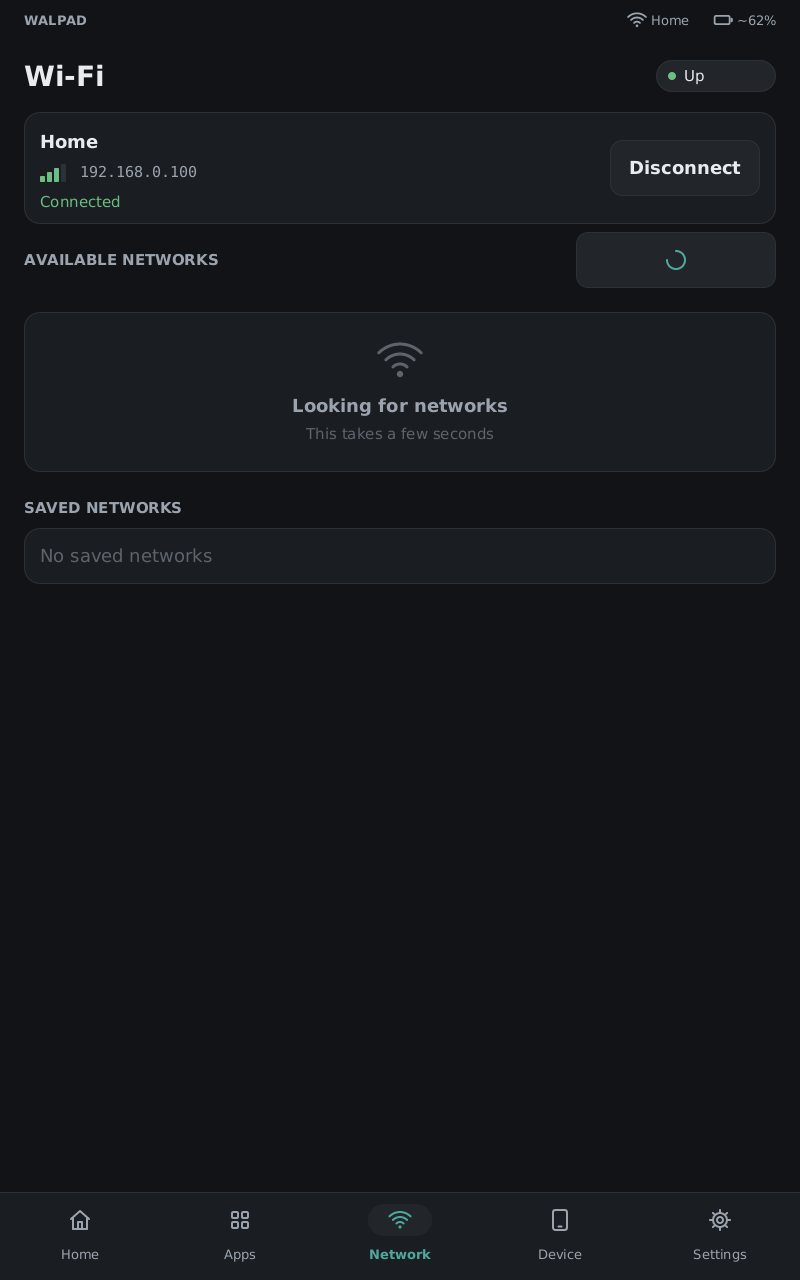 WALPAD
Home ~62%
Wi-Fi
Up
Home
192.168.0.100
Connected
Disconnect
AVAILABLE NETWORKS
Looking for networks
This takes a few seconds
SAVED NETWORKS
No saved networks
Home
Apps
Network
Device
Settings